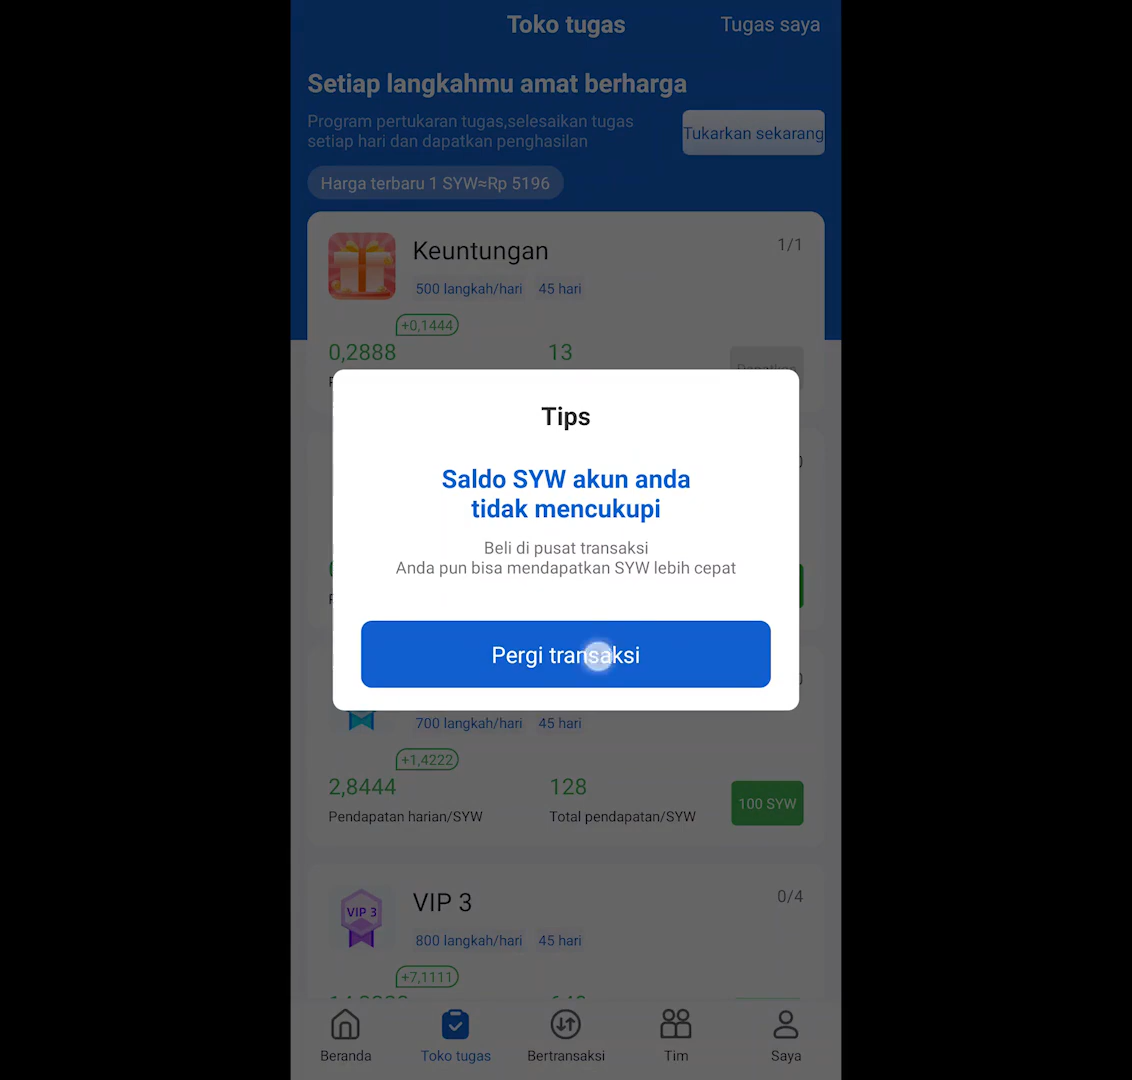 Toko tugas
Tugas saya
Setiap langkahmu amat berharga
Program pertukaran tugas,selesaikan tugas
setiap hari dan dapatkan penghasilan
Tukarkan sekarang
Harga terbaru 1 SYW≈Rp 5196
Keuntungan
1/1
500 langkah/hari
45 hari
+0,1444
0,2888
13
Tips
Saldo SYW akun anda
tidak mencukupi
Beli di pusat transaksi
Anda pun bisa mendapatkan SYW lebih cepat
Pergi transaksi
700 langkah/hari
45 hari
+1,4222
2,8444
128
Pendapatan harian/SYW
Total pendapatan/SYW
100 SYW
VIP 3
VIP 3
0/4
800 langkah/hari
45 hari
+7,1111
Beranda
Toko tugas
Bertransaksi
Tim
Saya